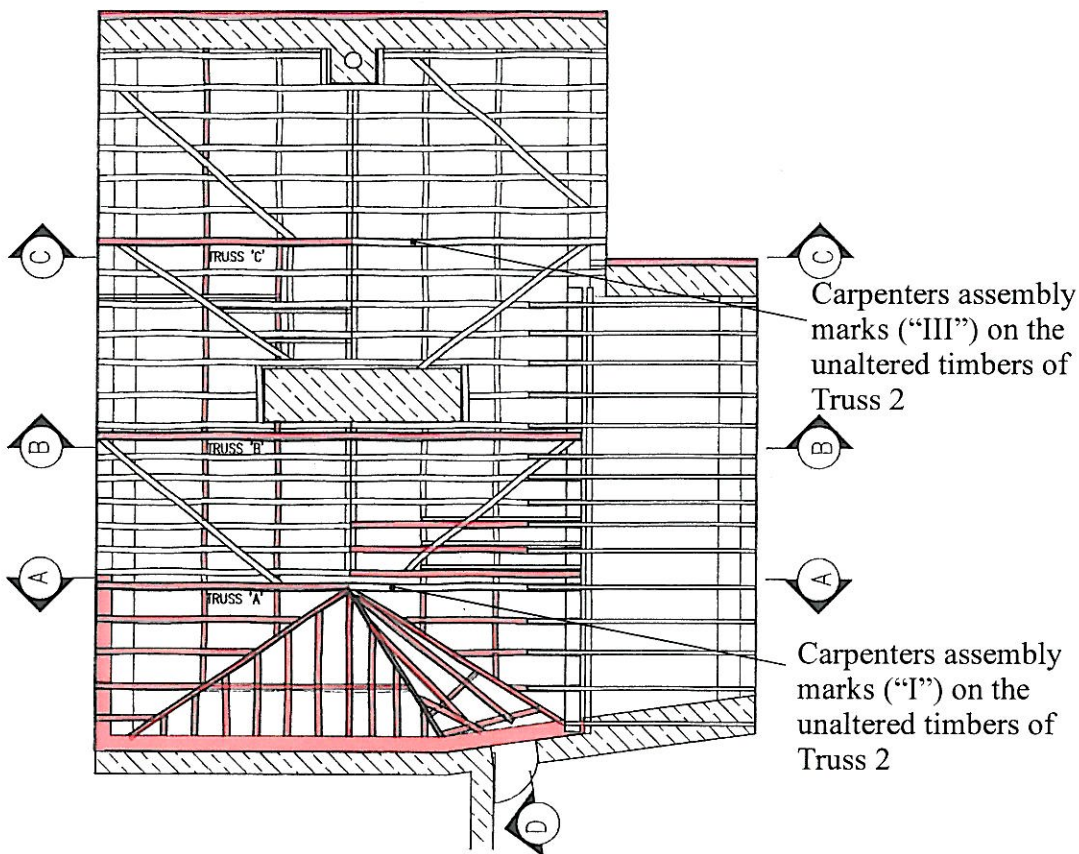 C
TRUSS 'C'
C
Carpenters assembly
marks (“III”) on the
unaltered timbers of
Truss 2
B
TRUSS 'B'
B
A
TRUSS 'A'
A
Carpenters assembly
marks (“I”) on the
unaltered timbers of
Truss 2
D